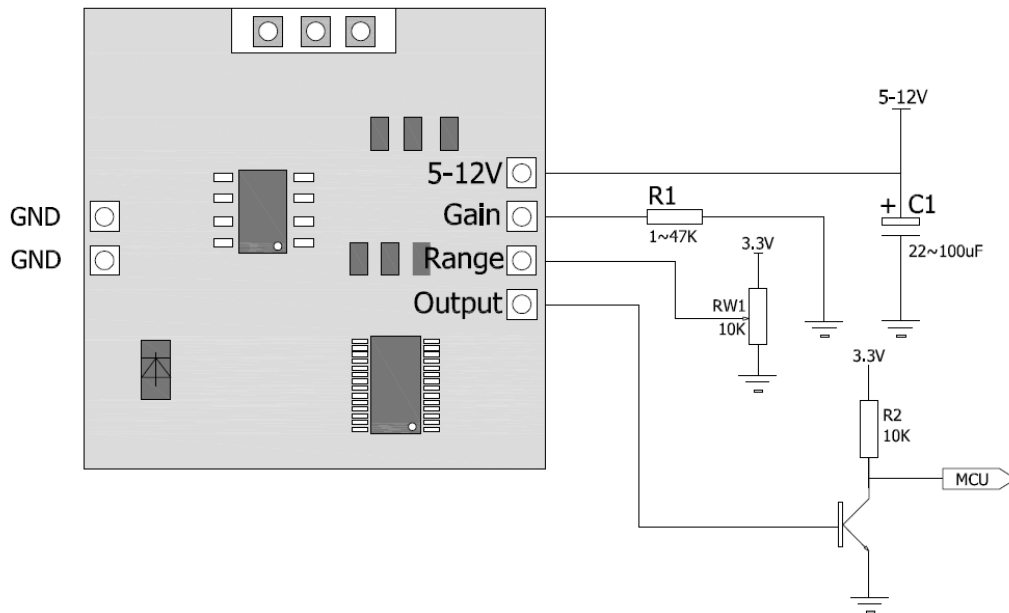 5-12V
5-12V
R1
+ C1
GND
Gain
1~47K
22~100uF
3.3V
GND
Range
RW1
10K
Output
3.3V
R2
10K
MCU